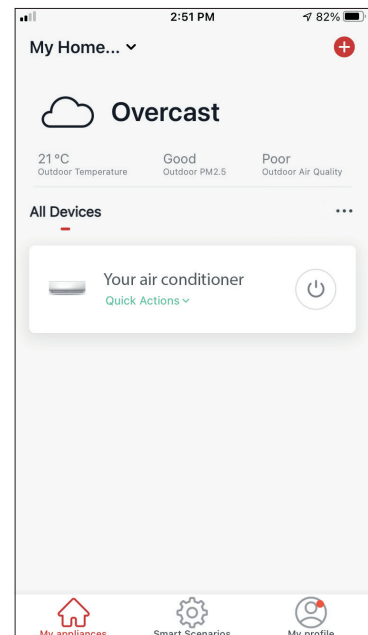 2:51 PM 82%
My Home...
Overcast
21 °C Good Poor
Outdoor Temperature Outdoor PM2.5 Outdoor Air Quality
All Devices ...
Your air conditioner
Quick Actions
My appliances Smart Scenarios My profile